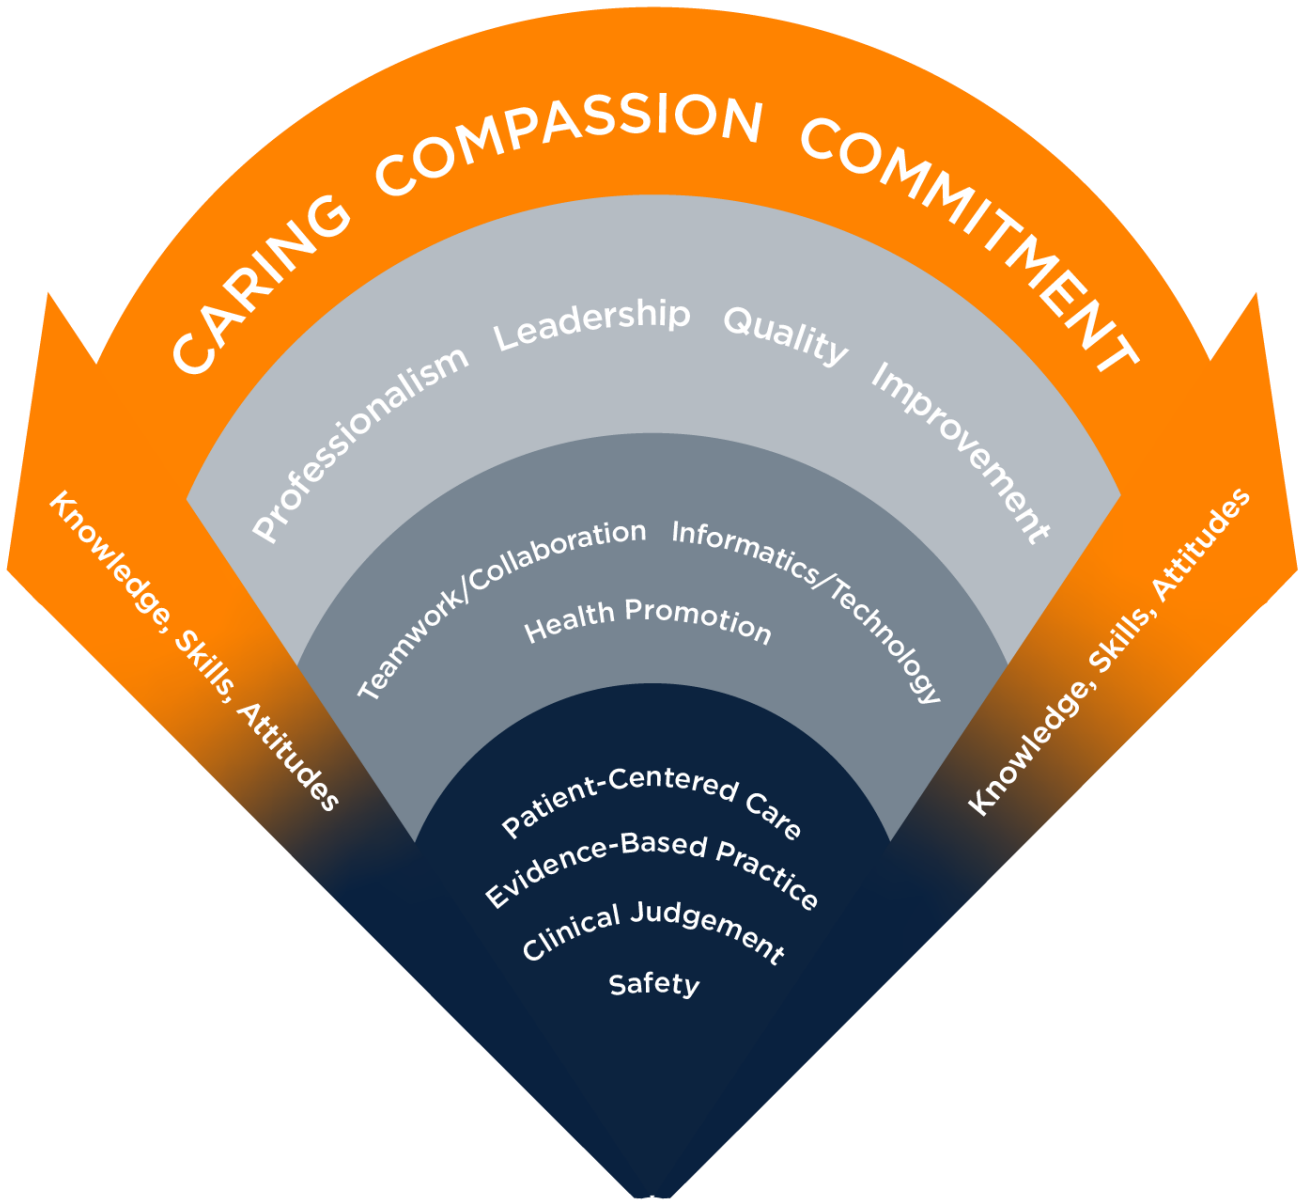 CARING COMPASSION COMMITMENT
Professionalism Leadership Quality Improvement
Knowledge, Skills, Attitudes
Knowledge, Skills, Attitudes
Teamwork/Collaboration Informatics/Technology
Health Promotion
Patient-Centered Care
Evidence-Based Practice
Clinical Judgement
Safety